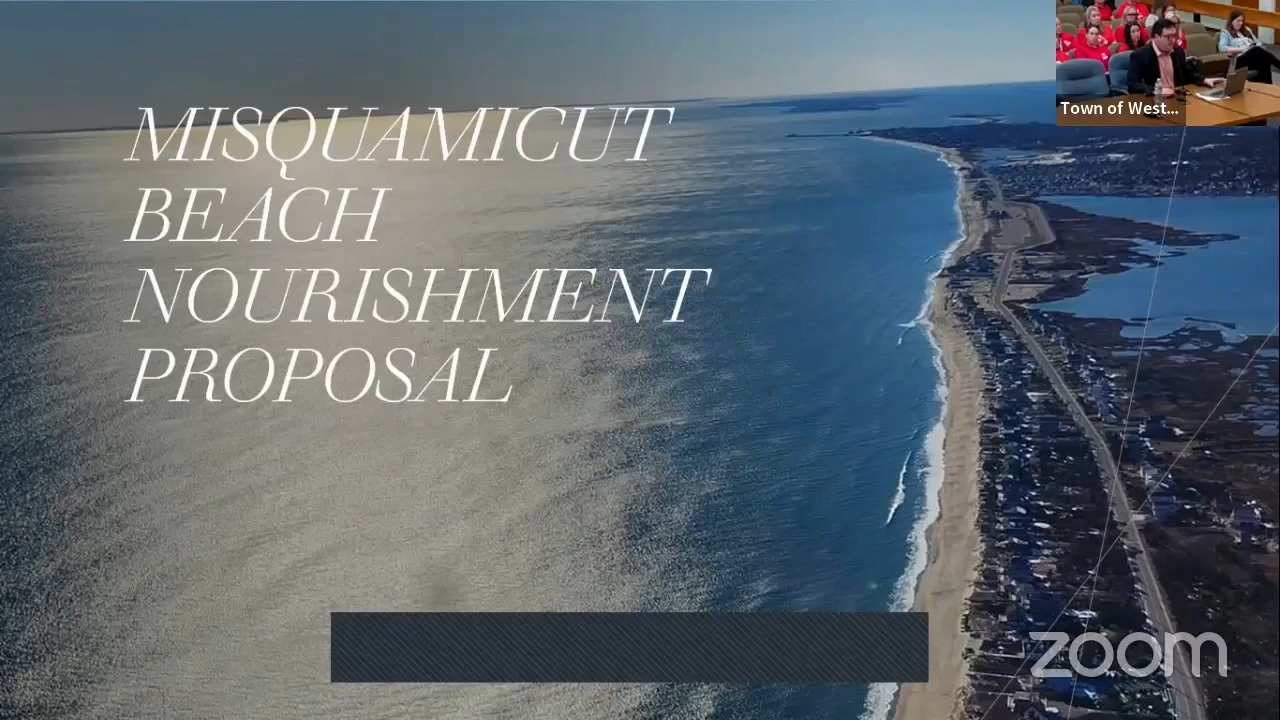 MISQUAMICUT
BEACH
NOURISHMENT
PROPOSAL
Town of West...
zoom